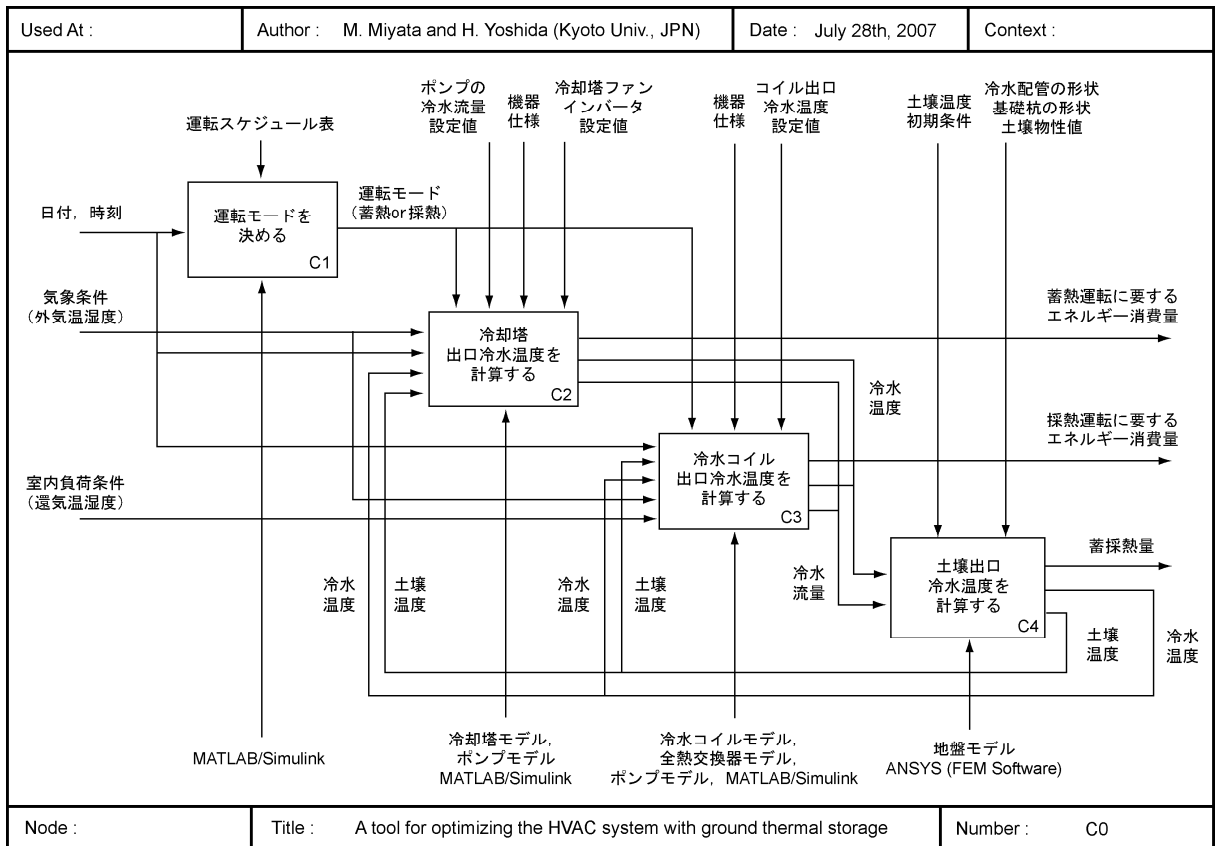 Used At :
Author : M. Miyata and H. Yoshida (Kyoto Univ., JPN)
Date : July 28th, 2007
Context :
運転スケジュール表
ポンプの
冷水流量
設定値
機器
仕様
冷却塔ファン
インバータ
設定値
機器
仕様
コイル出口
冷水温度
設定値
土壌温度
初期条件
冷水配管の形状
基礎杭の形状
土壌物性値
日付，時刻
運転モードを
決める
C1
運転モード
（蓄熱or採熱）
気象条件
（外気温湿度）
冷却塔
出口冷水温度を
計算する
C2
蓄熱運転に要する
エネルギー消費量
冷水
温度
採熱運転に要する
エネルギー消費量
室内負荷条件
（還気温湿度）
冷水コイル
出口冷水温度を
計算する
C3
冷水
温度
土壌
温度
冷水
温度
土壌
温度
冷水
流量
土壌出口
冷水温度を
計算する
C4
蓄採熱量
土壌
温度
冷水
温度
MATLAB/Simulink
冷却塔モデル，
ポンプモデル
MATLAB/Simulink
冷水コイルモデル，
全熱交換器モデル，
ポンプモデル，MATLAB/Simulink
地盤モデル
ANSYS (FEM Software)
Node :
Title : A tool for optimizing the HVAC system with ground thermal storage
Number : C0